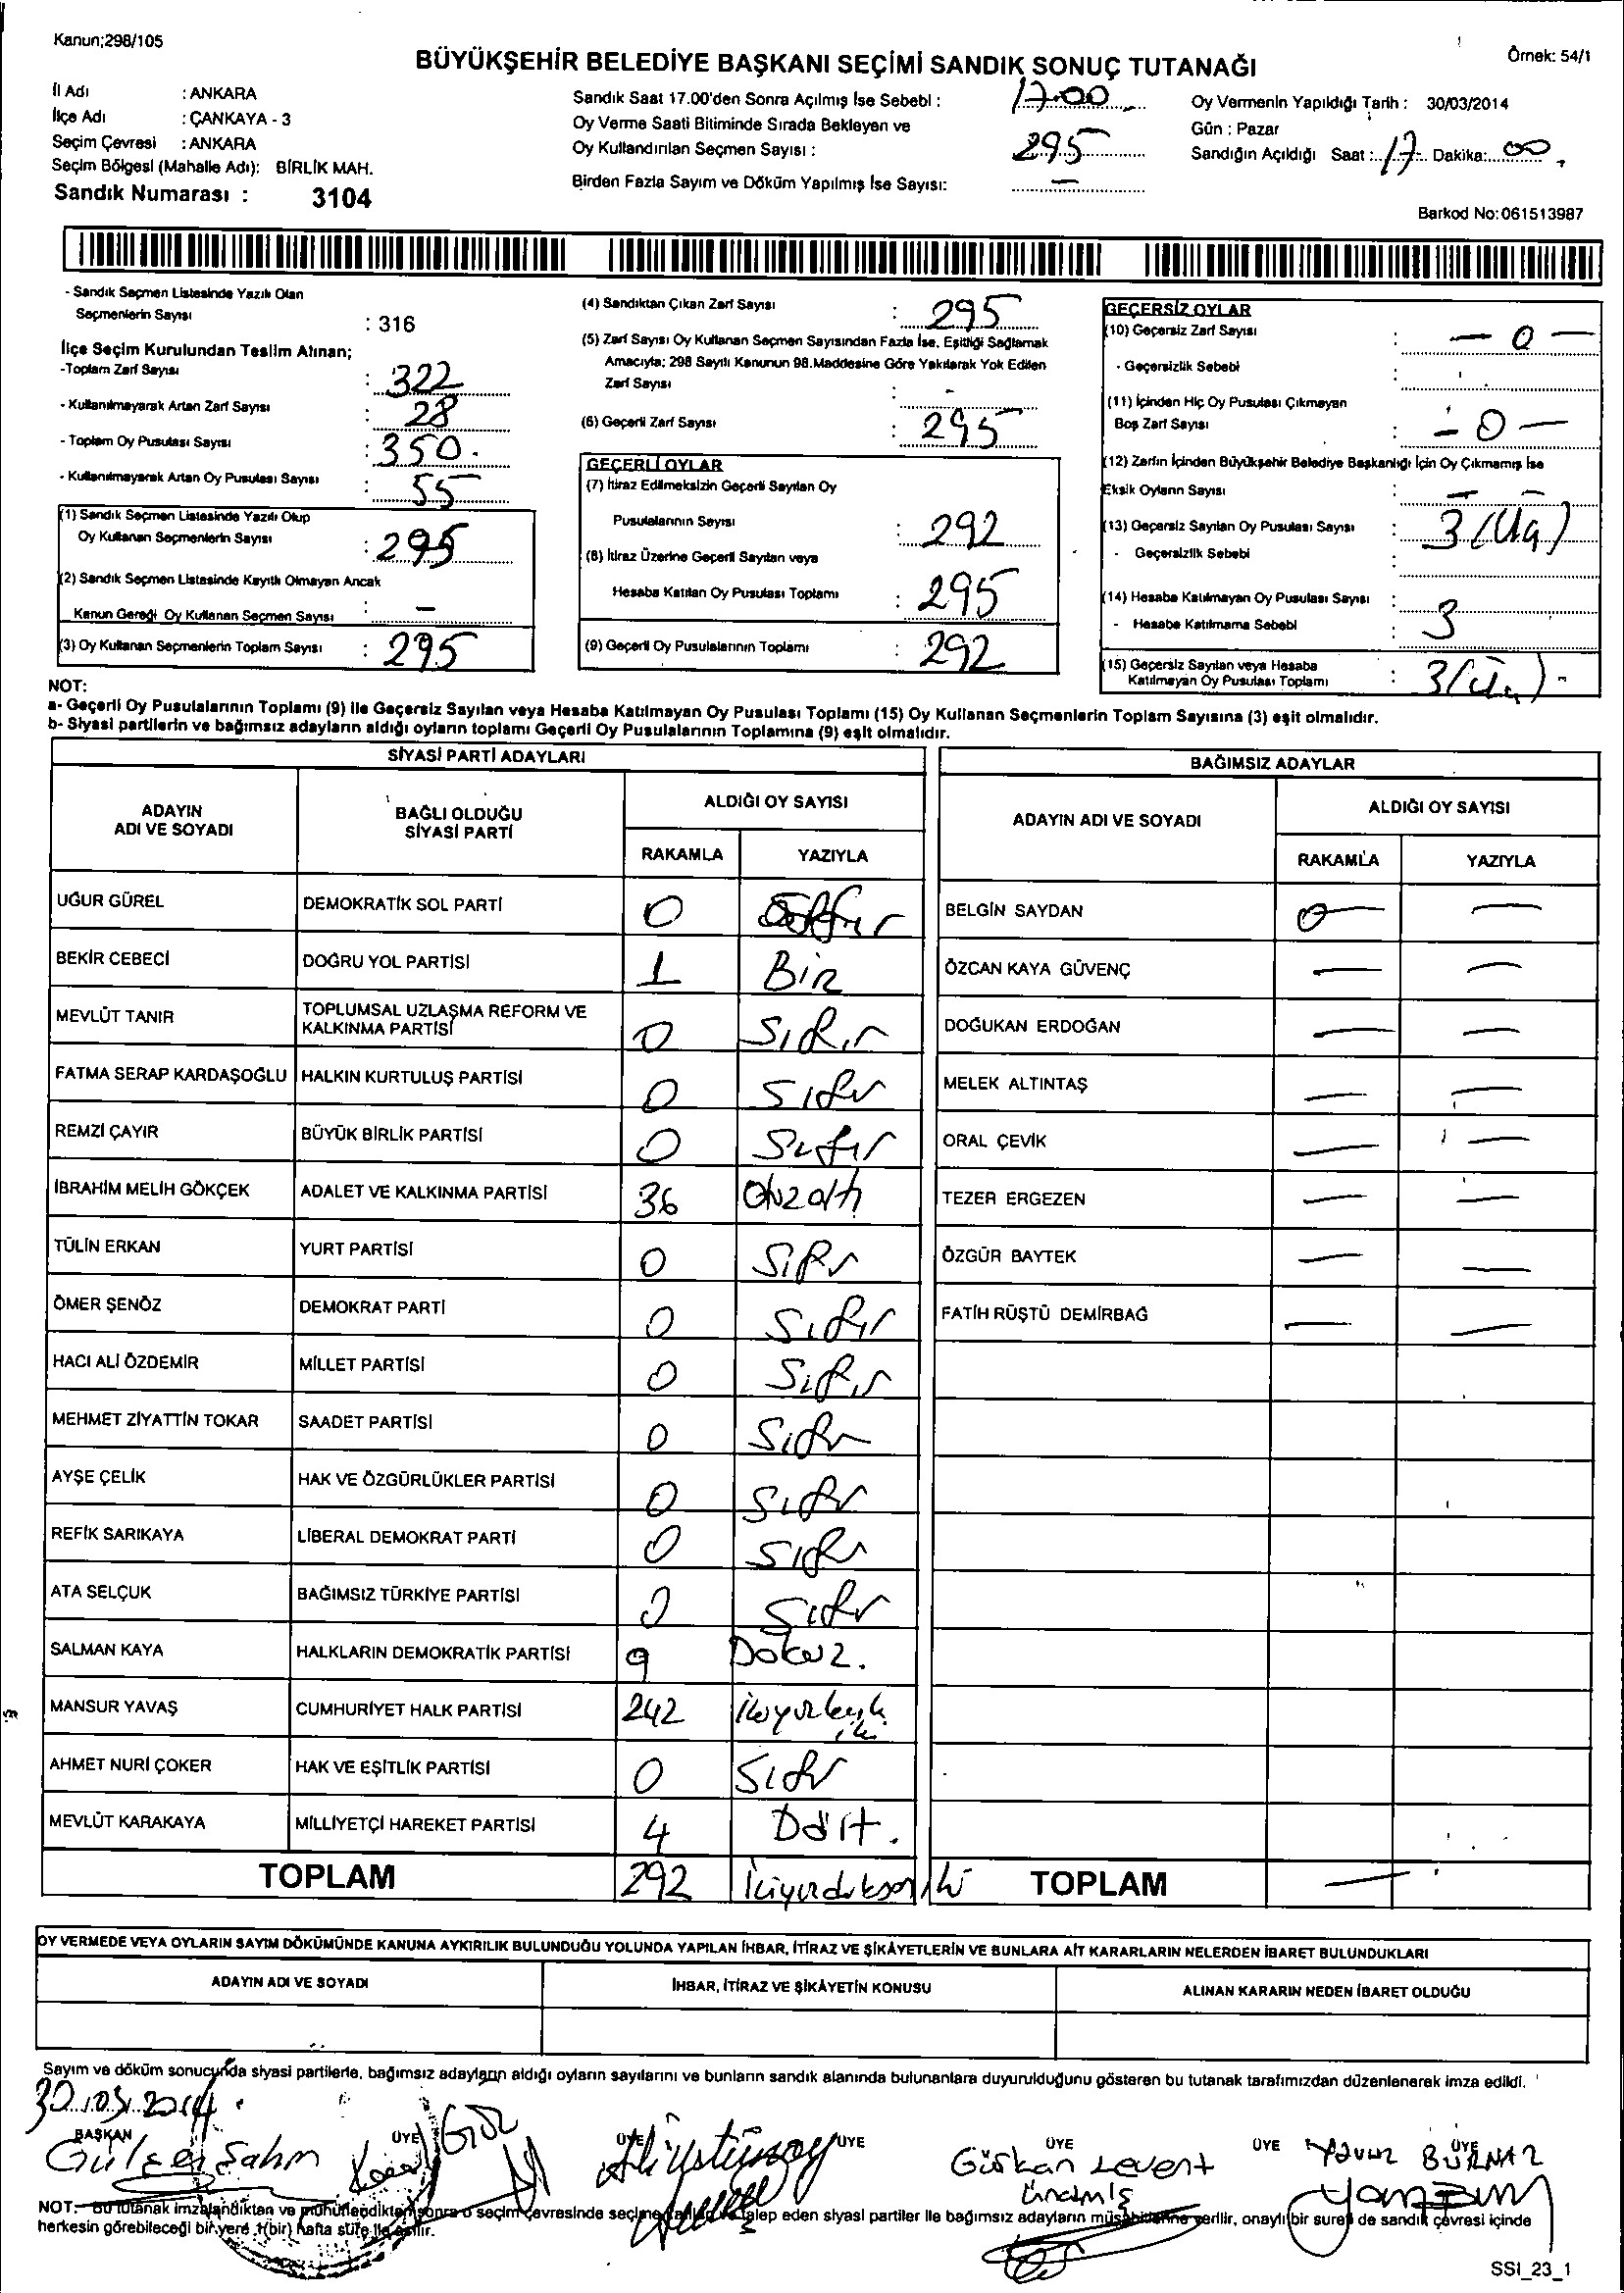 Kanun;298/105
BÜYÜKŞEHİR BELEDİYE BAŞKANI SEÇİMİ SANDIK SONUÇ TUTANAĞI
Örnek: 54/1
İl Adı : ANKARA
İlçe Adı : ÇANKAYA - 3
Seçim Çevresi : ANKARA
Seçim Bölgesi (Mahalle Adı): BİRLİK MAH.
Sandık Numarası : 3104
Sandık Saat 17.00'den Sonra Açılmış İse Sebebi : 17.00
Oy Verme Saati Bitiminde Sırada Bekleyen ve
Oy Kullandırılan Seçmen Sayısı : 295
Birden Fazla Sayım ve Döküm Yapılmış İse Sayısı: —
Oy Vermenin Yapıldığı Tarih : 30/03/2014
Gün : Pazar
Sandığın Açıldığı Saat : 17 Dakika: 00
Barkod No:061513987
- Sandık Seçmen Listesinde Yazılı Olan
Seçmenlerin Sayısı : 316
İlçe Seçim Kurulundan Teslim Alınan;
-Toplam Zarf Sayısı : 322
- Kullanılmayarak Artan Zarf Sayısı : 28
- Toplam Oy Pusulası Sayısı : 350.
- Kullanılmayarak Artan Oy Pusulası Sayısı : 55
(1) Sandık Seçmen Listesinde Yazılı Olup
Oy Kullanan Seçmenlerin Sayısı : 295
(2) Sandık Seçmen Listesinde Kayıtlı Olmayan Ancak
Kanun Gereği Oy Kullanan Seçmen Sayısı : —
(3) Oy Kullanan Seçmenlerin Toplam Sayısı : 295
(4) Sandıktan Çıkan Zarf Sayısı : 295
(5) Zarf Sayısı Oy Kullanan Seçmen Sayısından Fazla İse, Eşitliği Sağlamak
Amacıyla; 298 Sayılı Kanunun 98.Maddesine Göre Yakılarak Yok Edilen
Zarf Sayısı : -
(6) Geçerli Zarf Sayısı : 295
GEÇERLİ OYLAR
(7) İtiraz Edilmeksizin Geçerli Sayılan Oy
Pusulalarının Sayısı : 292
(8) İtiraz Üzerine Geçerli Sayılan veya
Hesaba Katılan Oy Pusulası Toplamı : 295
(9) Geçerli Oy Pusulalarının Toplamı : 292
GEÇERSİZ OYLAR
(10) Geçersiz Zarf Sayısı : — 0 —
- Geçersizlik Sebebi :
(11) İçinden Hiç Oy Pusulası Çıkmayan
Boş Zarf Sayısı : — 0 —
(12) Zarfın İçinden Büyükşehir Belediye Başkanlığı İçin Oy Çıkmamış İse
Eksik Oyların Sayısı : — —
(13) Geçersiz Sayılan Oy Pusulası Sayısı : 3 (Üç)
- Geçersizlik Sebebi :
(14) Hesaba Katılmayan Oy Pusulası Sayısı : 3
- Hesaba Katılmama Sebebi :
(15) Geçersiz Sayılan veya Hesaba
Katılmayan Oy Pusulası Toplamı : 3 (Üç) -
NOT:
a- Geçerli Oy Pusulalarının Toplamı (9) ile Geçersiz Sayılan veya Hesaba Katılmayan Oy Pusulası Toplamı (15) Oy Kullanan Seçmenlerin Toplam Sayısına (3) eşit olmalıdır.
b- Siyasi partilerin ve bağımsız adayların aldığı oyların toplamı Geçerli Oy Pusulalarının Toplamına (9) eşit olmalıdır.
SİYASİ PARTİ ADAYLARI
ADAYIN ADI VE SOYADI
BAĞLI OLDUĞU SİYASİ PARTİ
ALDIĞI OY SAYISI
RAKAMLA YAZIYLA
UĞUR GÜREL DEMOKRATİK SOL PARTİ 0 Sıfır
BEKİR CEBECİ DOĞRU YOL PARTİSİ 1 BİR
MEVLÜT TANIR TOPLUMSAL UZLAŞMA REFORM VE KALKINMA PARTİSİ 0 Sıfır
FATMA SERAP KARDAŞOĞLU HALKIN KURTULUŞ PARTİSİ 0 Sıfır
REMZİ ÇAYIR BÜYÜK BİRLİK PARTİSİ 0 Sıfır
İBRAHİM MELİH GÖKÇEK ADALET VE KALKINMA PARTİSİ 36 Otuzaltı
TÜLİN ERKAN YURT PARTİSİ 0 Sıfır
ÖMER ŞENÖZ DEMOKRAT PARTİ 0 Sıfır
HACI ALİ ÖZDEMİR MİLLET PARTİSİ 0 Sıfır
MEHMET ZİYATTİN TOKAR SAADET PARTİSİ 0 Sıfır
AYŞE ÇELİK HAK VE ÖZGÜRLÜKLER PARTİSİ 0 Sıfır
REFİK SARIKAYA LİBERAL DEMOKRAT PARTİ 0 Sıfır
ATA SELÇUK BAĞIMSIZ TÜRKİYE PARTİSİ 0 Sıfır
SALMAN KAYA HALKLARIN DEMOKRATİK PARTİSİ 9 Dokuz.
MANSUR YAVAŞ CUMHURİYET HALK PARTİSİ 242 ikiyüzkırkiki
AHMET NURİ ÇOKER HAK VE EŞİTLİK PARTİSİ 0 Sıfır
MEVLÜT KARAKAYA MİLLİYETÇİ HAREKET PARTİSİ 4 Dört.
TOPLAM 292 ikiyüzdoksaniki
BAĞIMSIZ ADAYLAR
ADAYIN ADI VE SOYADI
ALDIĞI OY SAYISI
RAKAMLA YAZIYLA
BELGİN SAYDAN 0— —
ÖZCAN KAYA GÜVENÇ — —
DOĞUKAN ERDOĞAN — —
MELEK ALTINTAŞ — —
ORAL ÇEVİK — —
TEZER ERGEZEN — —
ÖZGÜR BAYTEK — —
FATİH RÜŞTÜ DEMİRBAĞ — —
TOPLAM —
OY VERMEDE VEYA OYLARIN SAYIM DÖKÜMÜNDE KANUNA AYKIRILIK BULUNDUĞU YOLUNDA YAPILAN İHBAR, İTİRAZ VE ŞİKÂYETLERİN VE BUNLARA AİT KARARLARIN NELERDEN İBARET BULUNDUKLARI
ADAYIN ADI VE SOYADI İHBAR, İTİRAZ VE ŞİKÂYETİN KONUSU ALINAN KARARIN NEDEN İBARET OLDUĞU
Sayım ve döküm sonucunda siyasi partilerle, bağımsız adayların aldığı oyların sayılarını ve bunların sandık alanında bulunanlara duyurulduğunu gösteren bu tutanak tarafımızdan düzenlenerek imza edildi.
30.03.2014
BAŞKAN ÜYE ÜYE ÜYE ÜYE ÜYE ÜYE
Şahin
Gürkan Levent
Yavuz BURNAZ
NOT: Bu tutanak imzalandıktan ve mühürlendikten sonra o seçim çevresinde seçime katılan ve talep eden siyasi partiler ile bağımsız adayların müşahitlerine verilir, onaylı bir sureti de sandık çevresi içinde
herkesin görebileceği bir yere 1(bir) hafta süre ile asılır.
SSI_23_1